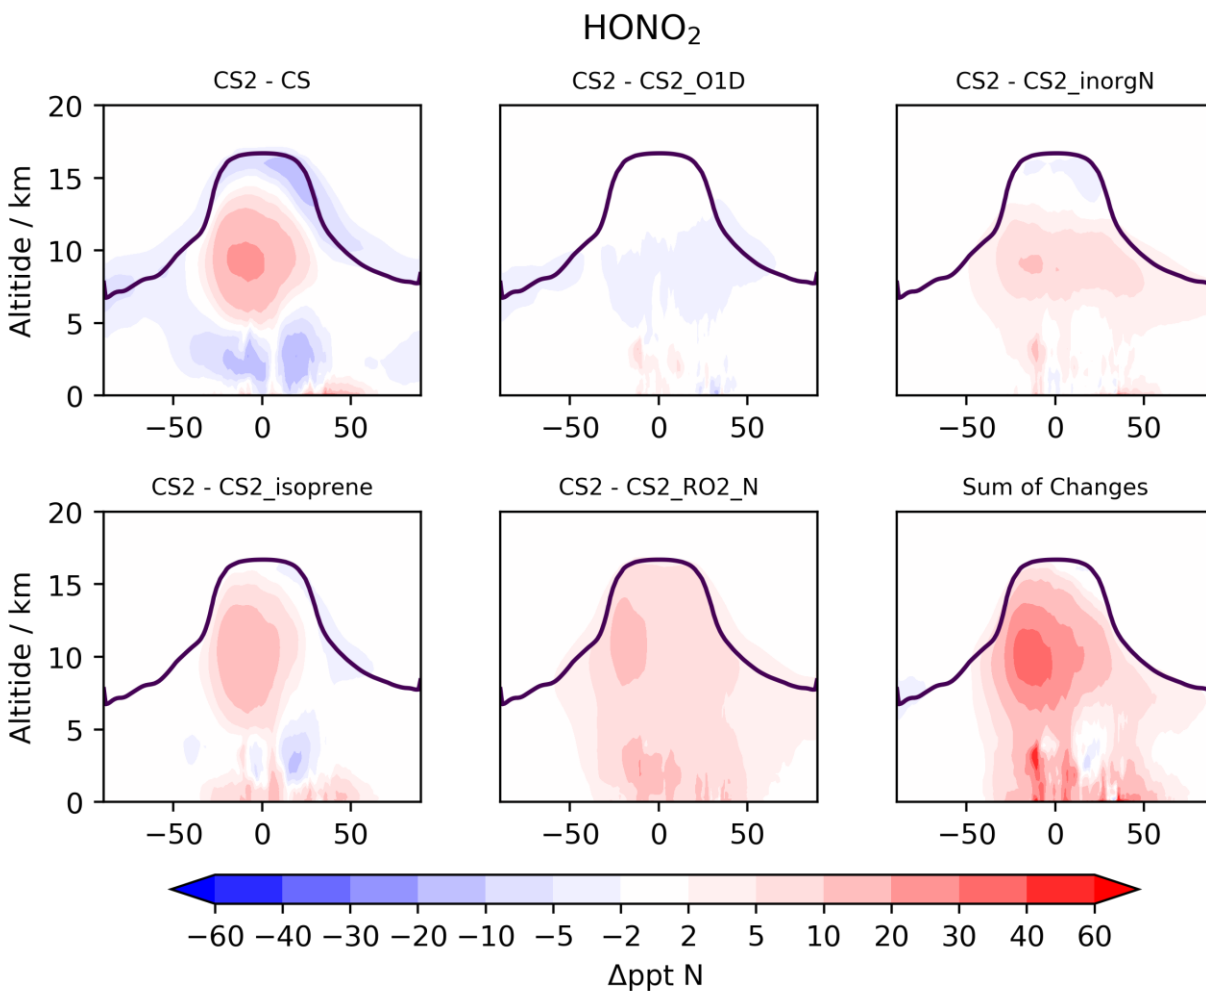 HONO₂
CS2 - CS
CS2 - CS2_O1D
CS2 - CS2_inorgN
Altitide / km
20
15
10
5
0
−50 0 50
−50 0 50
−50 0 50
CS2 - CS2_isoprene
CS2 - CS2_RO2_N
Sum of Changes
Altitide / km
20
15
10
5
0
−50 0 50
−50 0 50
−50 0 50
−60 −40 −30 −20 −10 −5 −2 2 5 10 20 30 40 60
Δppt N